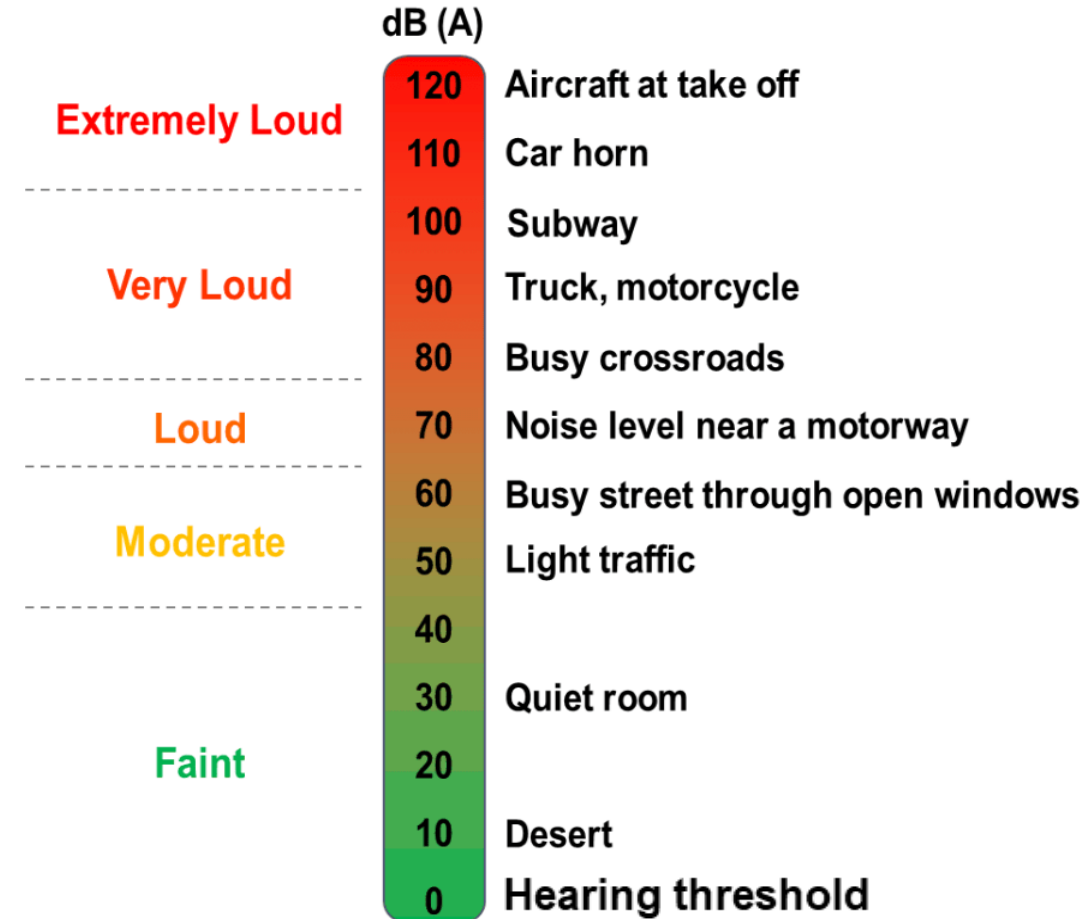 dB (A)
120 Aircraft at take off
Extremely Loud
110 Car horn
100 Subway
Very Loud
90 Truck, motorcycle
80 Busy crossroads
Loud
70 Noise level near a motorway
60 Busy street through open windows
Moderate
50 Light traffic
40
30 Quiet room
Faint
20
10 Desert
0 Hearing threshold